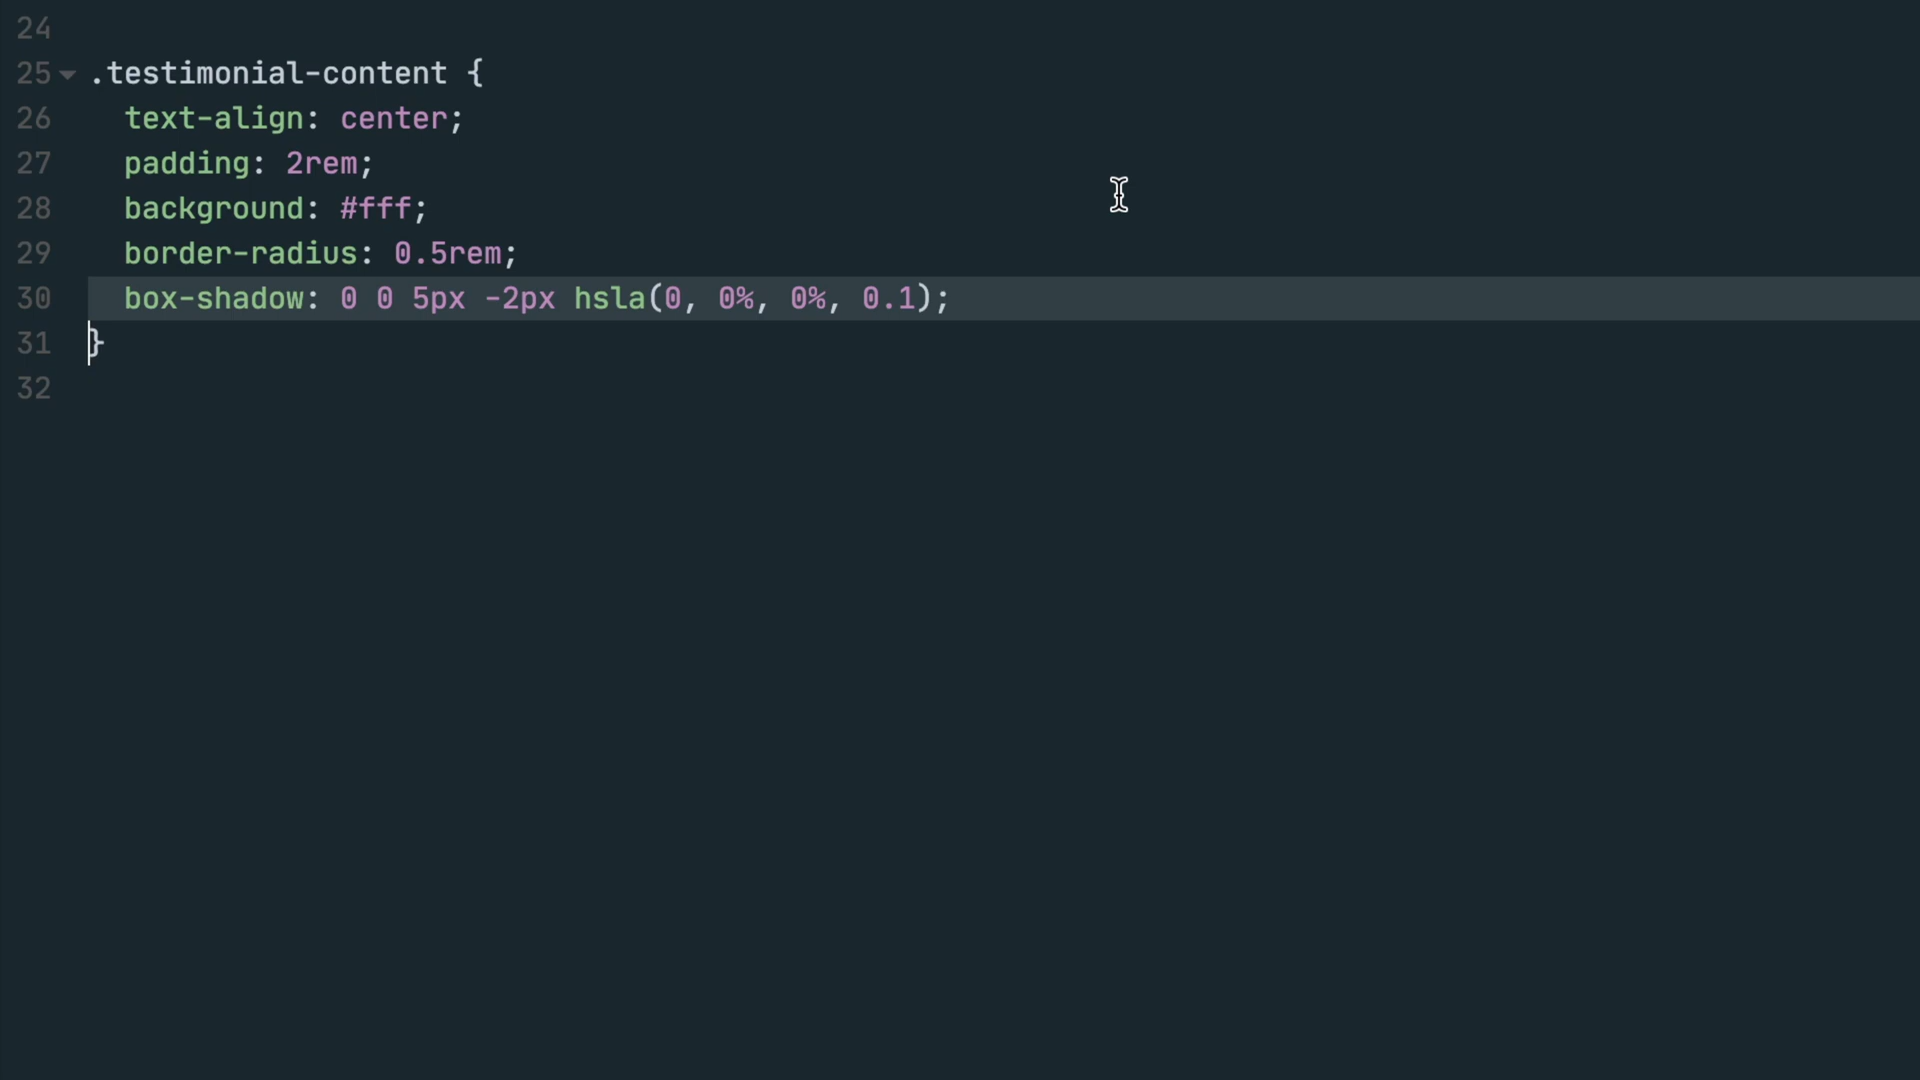 24
25 .testimonial-content {
26 text-align: center;
27 padding: 2rem;
28 background: #fff;
29 border-radius: 0.5rem;
30 box-shadow: 0 0 5px -2px hsla(0, 0%, 0%, 0.1);
31 }
32